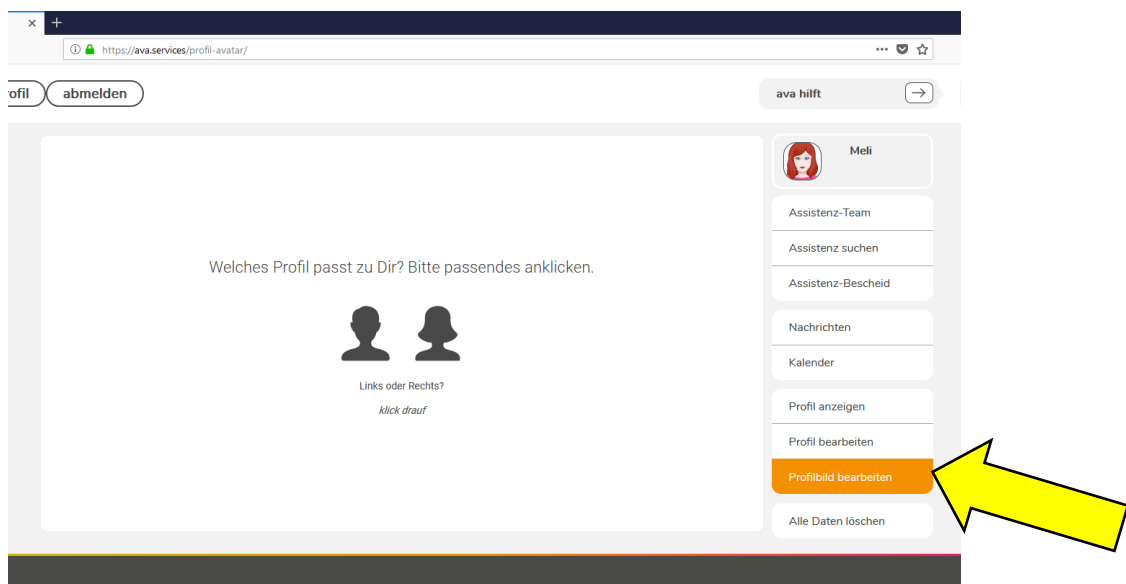 https://ava.services/profil-avatar/
ofil
abmelden
ava hilft
Meli
Assistenz-Team
Assistenz suchen
Assistenz-Bescheid
Nachrichten
Kalender
Profil anzeigen
Profil bearbeiten
Profilbild bearbeiten
Alle Daten löschen
Welches Profil passt zu Dir? Bitte passendes anklicken.
Links oder Rechts?
klick drauf